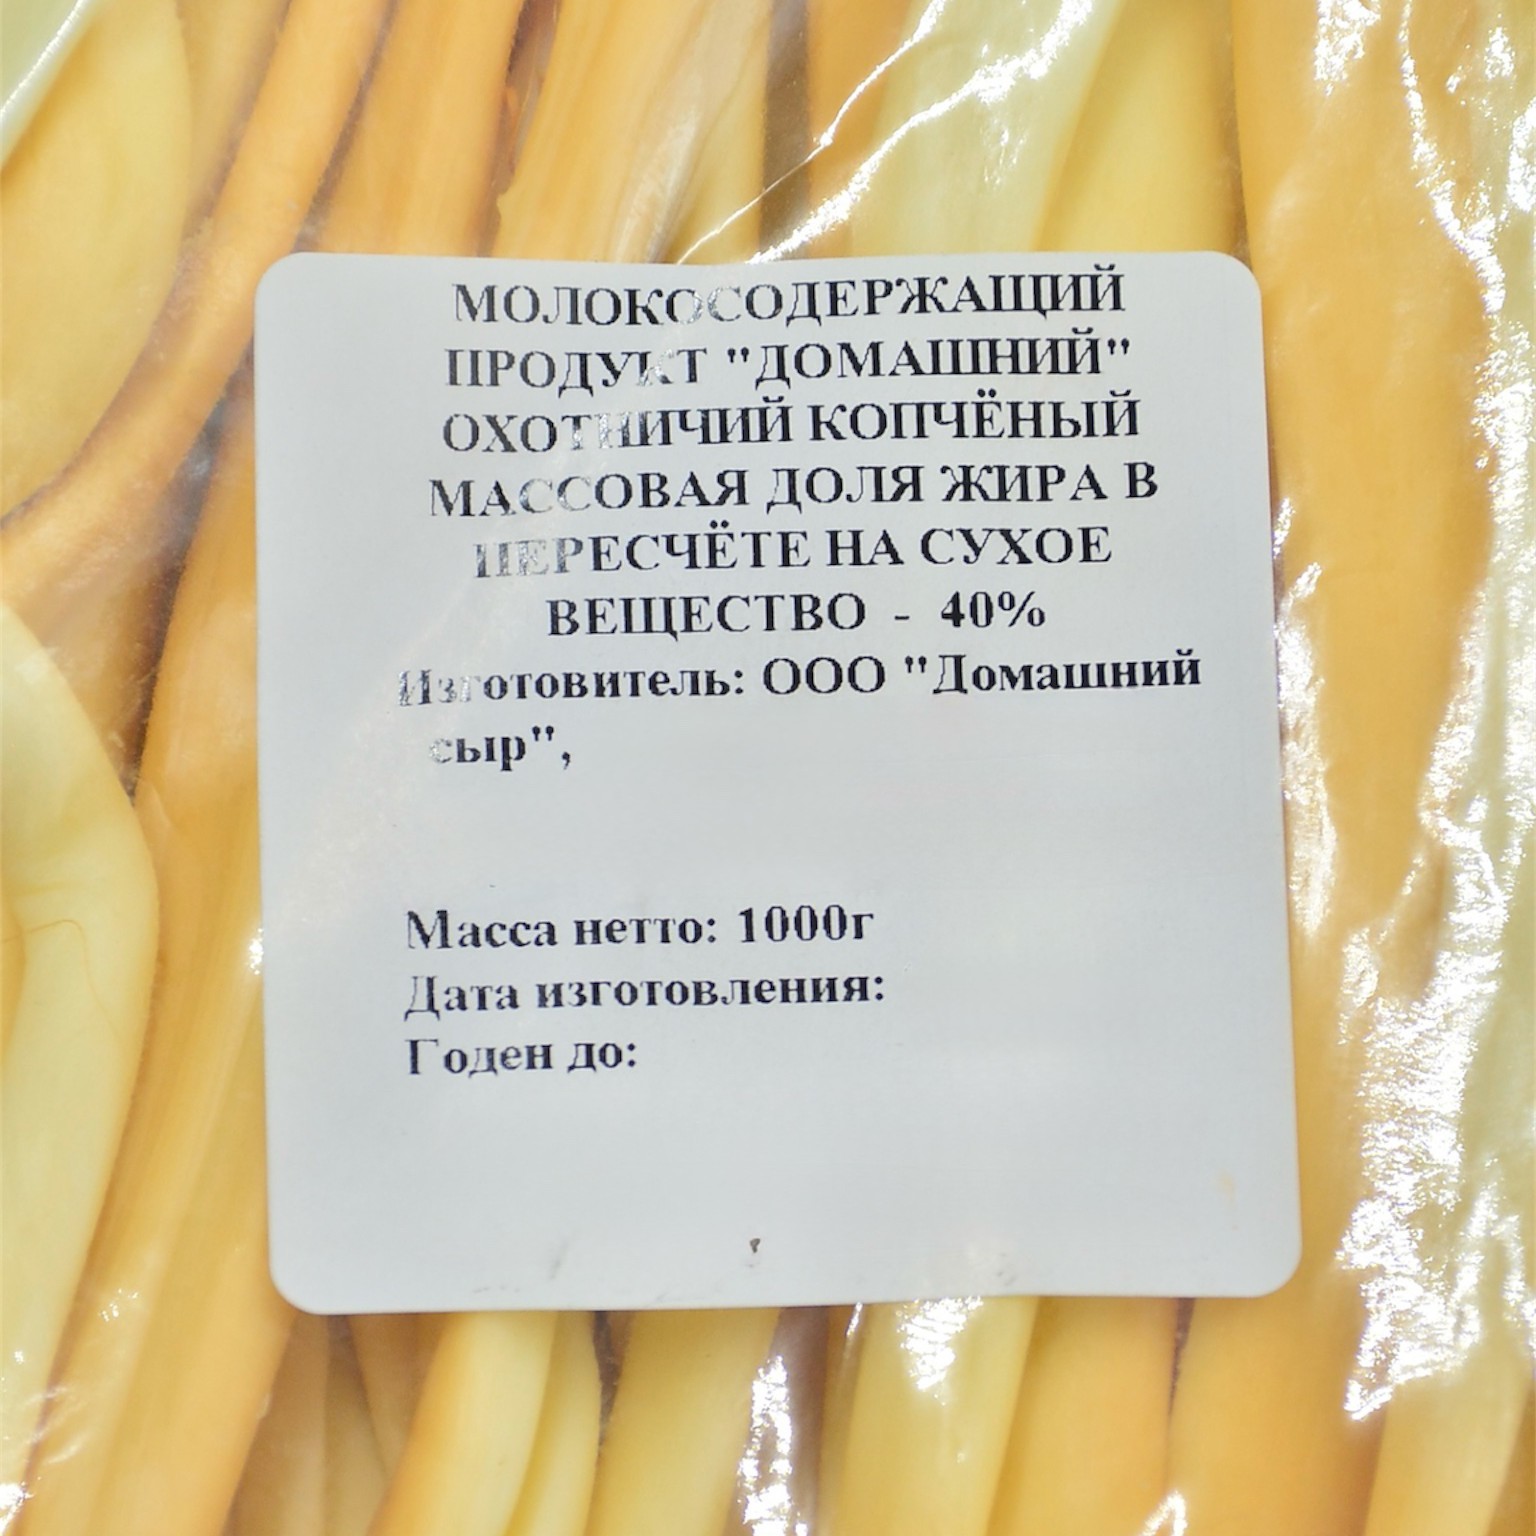 МОЛОКОСОДЕРЖАЩИЙ
ПРОДУКТ "ДОМАШНИЙ"
ОХОТНИЧИЙ КОПЧЁНЫЙ
МАССОВАЯ ДОЛЯ ЖИРА В
ПЕРЕСЧЁТЕ НА СУХОЕ
ВЕЩЕСТВО - 40%
Изготовитель: ООО "Домашний
сыр",
Масса нетто: 1000г
Дата изготовления:
Годен до: